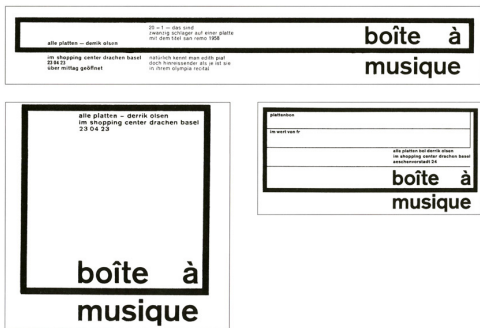 20 + 1 — das sind
zwanzig schlager auf einer platte
mit dem titel san remo 1958
alle platten – derrik olsen
boîte à
im shopping center drachen basel
23 04 23
über mittag geöffnet
natürlich kennt man edith piaf
doch hinreissender als je ist sie
in ihrem olympia recital
musique
alle platten – derrik olsen
im shopping center drachen basel
23 04 23
boîte à
musique
plattenbon
im wert von fr
alle platten bei derrik olsen
im shopping center drachen basel
aeschenvorstadt 24
boîte à
musique